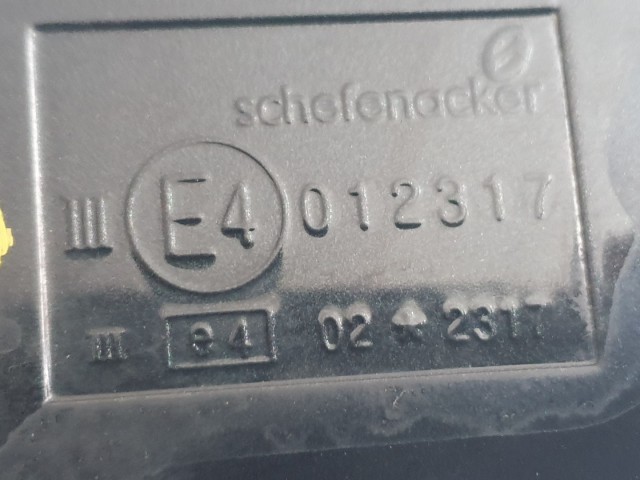 schefenacker
III E4 012317
III e4 02 ★ 2317